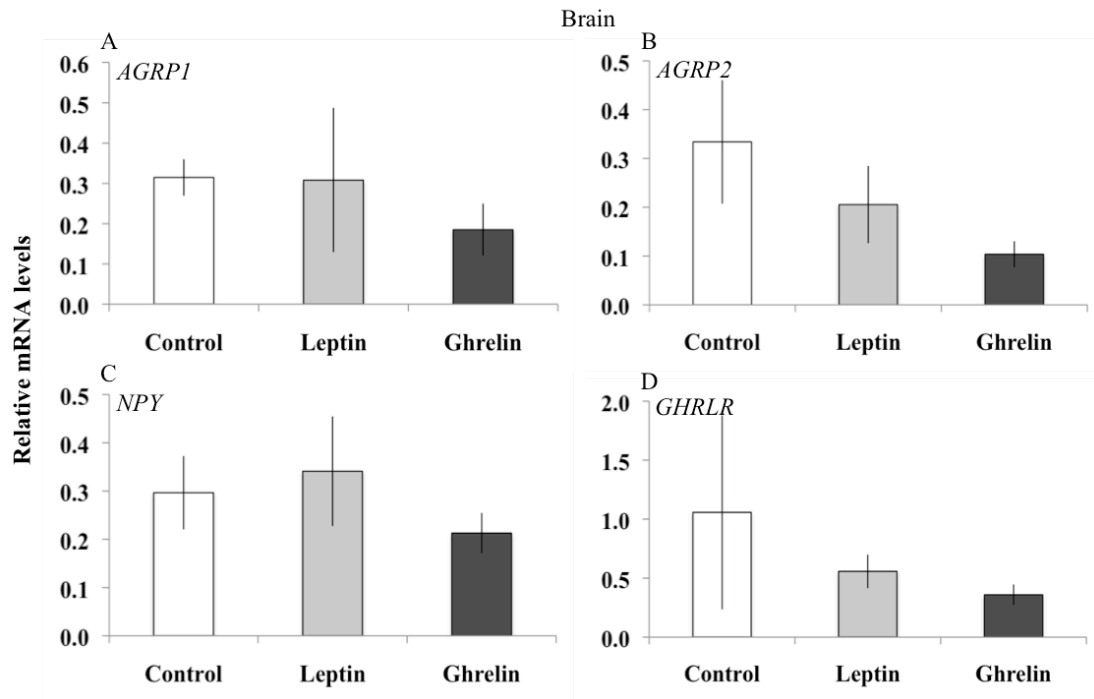 Brain
A
AGRP1
0.6
0.5
0.4
0.3
0.2
0.1
0.0
Control Leptin Ghrelin
B
AGRP2
0.5
0.4
0.3
0.2
0.1
0.0
Control Leptin Ghrelin
Relative mRNA levels
C
NPY
0.5
0.4
0.3
0.2
0.1
0.0
Control Leptin Ghrelin
D
GHRLR
2.0
1.5
1.0
0.5
0.0
Control Leptin Ghrelin